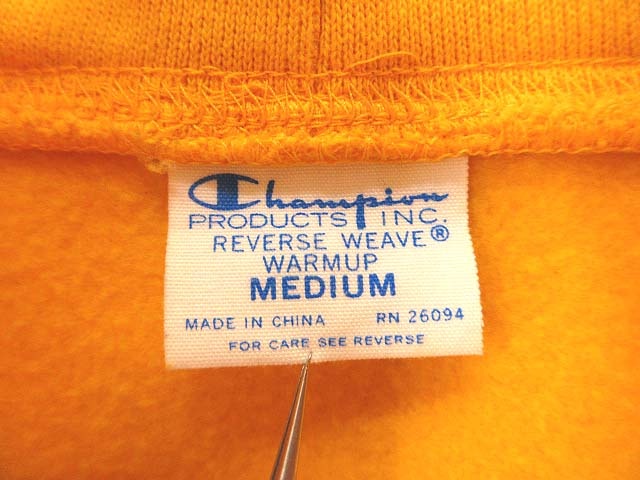 Champion
PRODUCTS INC.
REVERSE WEAVE®
WARMUP
MEDIUM
MADE IN CHINA RN 26094
FOR CARE SEE REVERSE